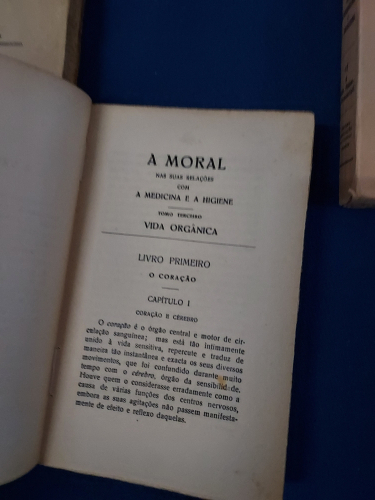 A MORAL
NAS SUAS RELAÇÕES
COM
A MEDICINA E A HIGIENE
TOMO TERCEIRO
VIDA ORGÂNICA
LIVRO PRIMEIRO
O CORAÇÃO
CAPÍTULO I
CORAÇÃO E CÉREBRO
O coração é o órgão central e motor de cir-
culação sanguínea; mas está tão intimamente
unido à vida sensitiva, repercute e traduz de
maneira tão instantânea e exacta os seus diversos
movimentos, que foi confundido durante muito
tempo com o cérebro, órgão da sensibilidade.
Houve quem o considerasse erradamente como a
causa de várias funções dos centros nervosos,
embora as suas agitações não passem manifesta-
mente de efeito e reflexo daquelas.